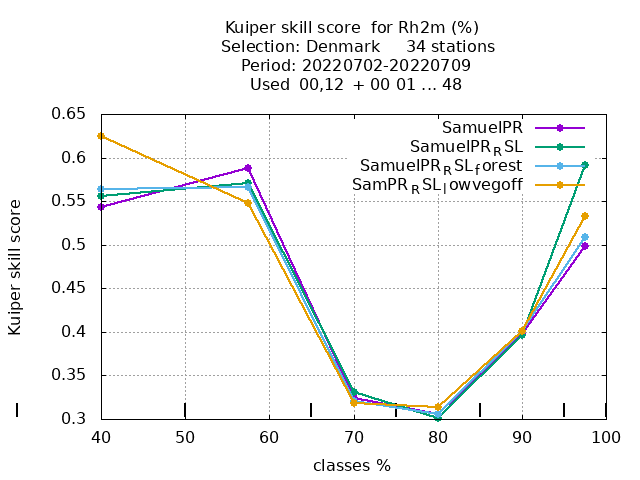 Kuiper skill score for Rh2m (%)
Selection: Denmark 34 stations
Period: 20220702-20220709
Used 00,12 + 00 01 ... 48
SamuelPR
SamuelPR_RSL
SamuelPR_RSL_forest
SamPR_RSL_lowvegoff
Kuiper skill score
0.65
0.6
0.55
0.5
0.45
0.4
0.35
0.3
40 50 60 70 80 90 100
classes %